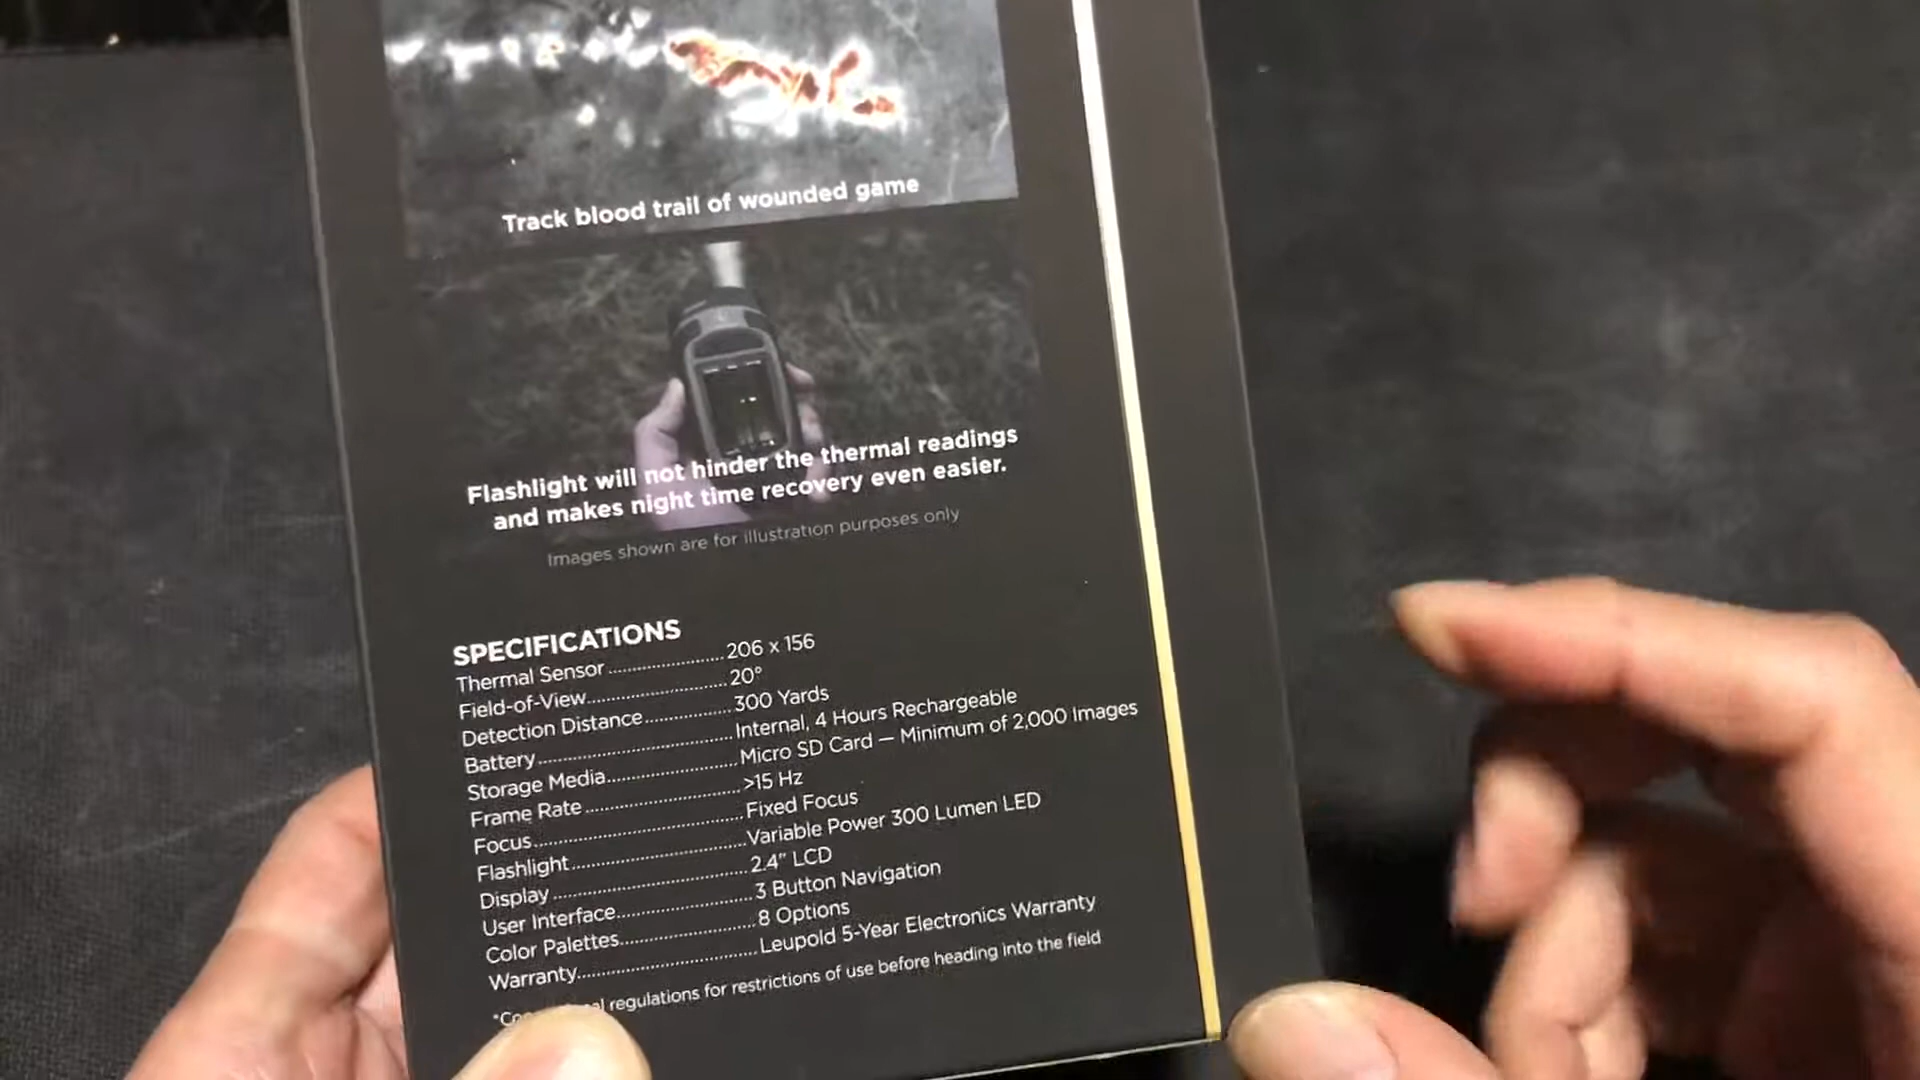 Track blood trail of wounded game
Flashlight will not hinder the thermal readings
and makes night time recovery even easier.
Images shown are for illustration purposes only
SPECIFICATIONS
Thermal Sensor........................206 x 156
Field-of-View..............................20°
Detection Distance..................300 Yards
Battery.........................................Internal, 4 Hours Rechargeable
Storage Media...........................Micro SD Card — Minimum of 2,000 Images
Frame Rate.................................>15 Hz
Focus............................................Fixed Focus
Flashlight.....................................Variable Power 300 Lumen LED
Display.........................................2.4" LCD
User Interface.............................3 Button Navigation
Color Palettes.............................8 Options
Warranty......................................Leupold 5-Year Electronics Warranty
regulations for restrictions of use before heading into the field